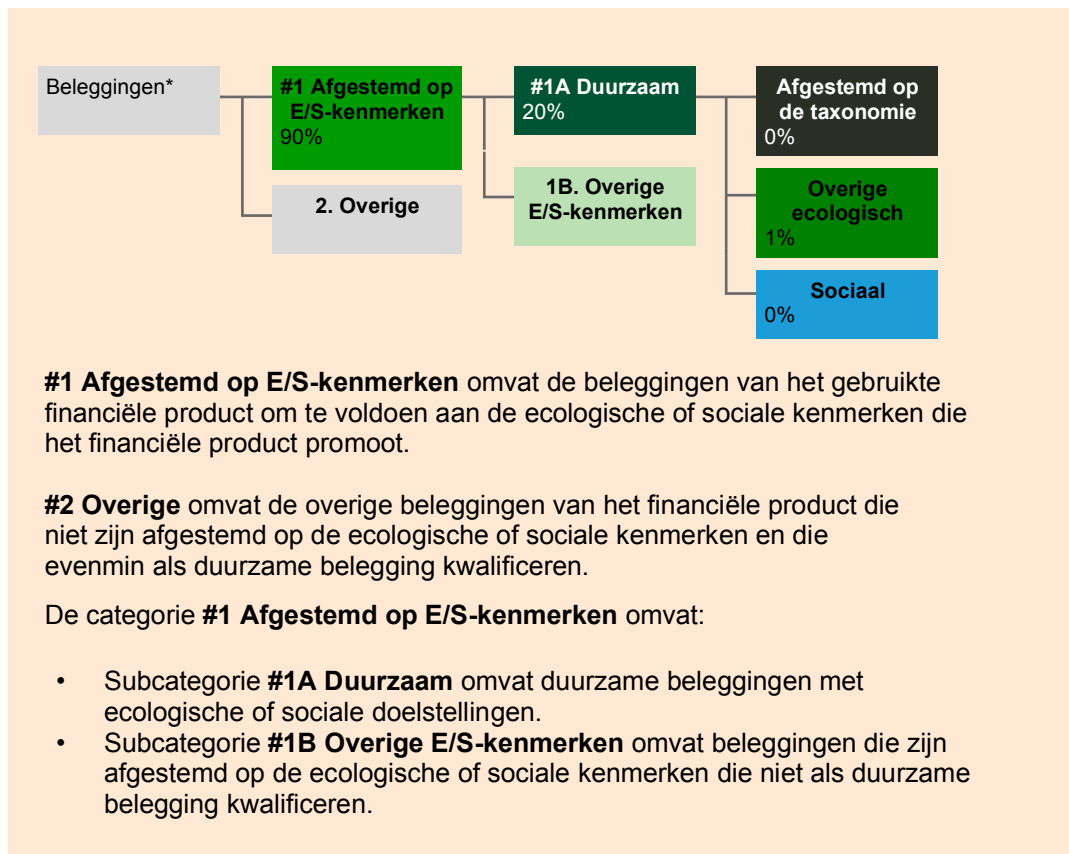 Beleggingen*
#1 Afgestemd op
E/S-kenmerken
90%
2. Overige
#1A Duurzaam
20%
1B. Overige
E/S-kenmerken
Afgestemd op
de taxonomie
0%
Overige
ecologisch
1%
Sociaal
0%
#1 Afgestemd op E/S-kenmerken omvat de beleggingen van het gebruikte
financiële product om te voldoen aan de ecologische of sociale kenmerken die
het financiële product promoot.
#2 Overige omvat de overige beleggingen van het financiële product die
niet zijn afgestemd op de ecologische of sociale kenmerken en die
evenmin als duurzame belegging kwalificeren.
De categorie #1 Afgestemd op E/S-kenmerken omvat:
• Subcategorie #1A Duurzaam omvat duurzame beleggingen met
ecologische of sociale doelstellingen.
• Subcategorie #1B Overige E/S-kenmerken omvat beleggingen die zijn
afgestemd op de ecologische of sociale kenmerken die niet als duurzame
belegging kwalificeren.